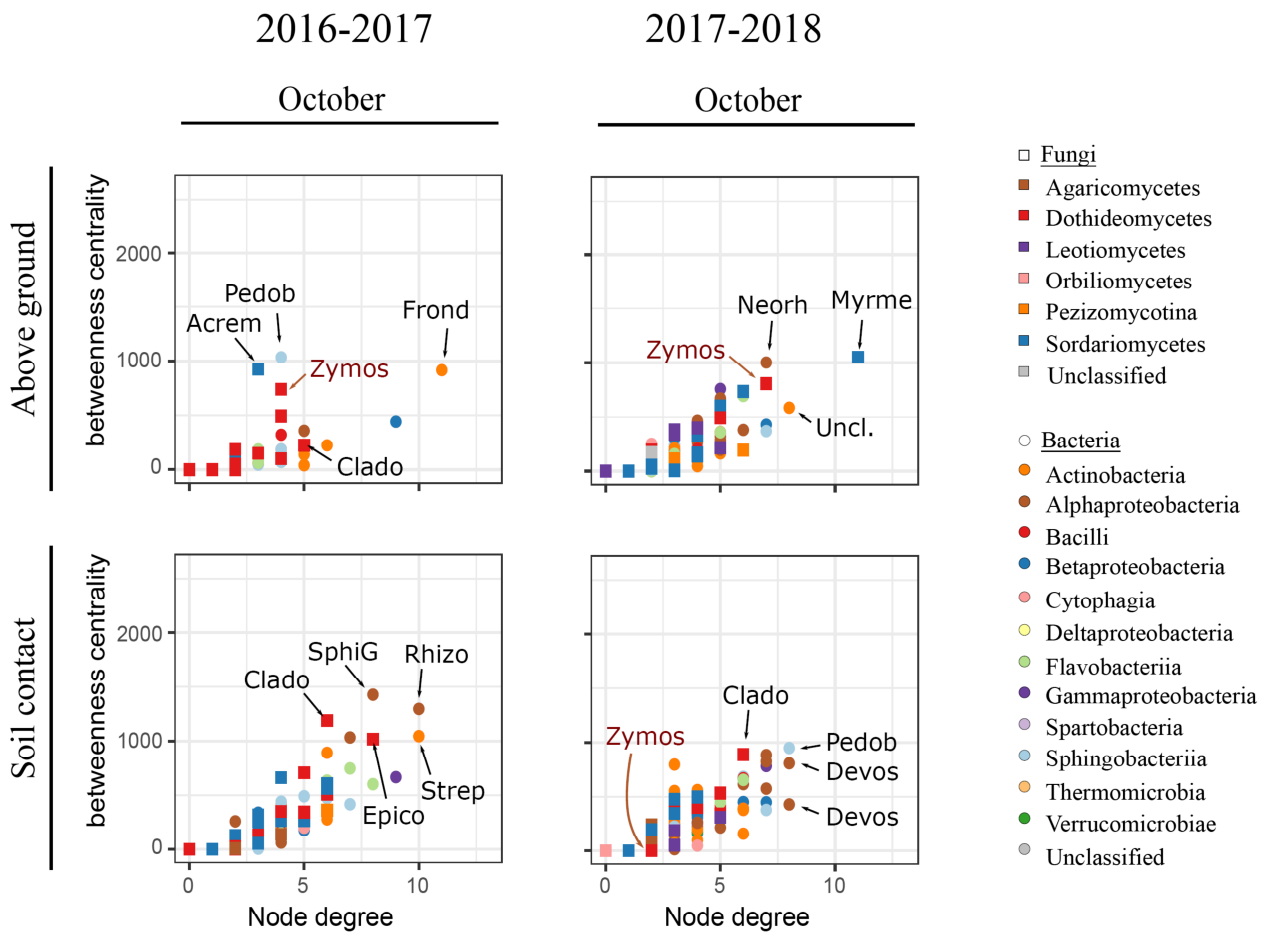 2016-2017
2017-2018
October
October
Above ground
betweenness centrality
2000
1000
0
Pedob
Acrem
Zymos
Frond
Clado
Neorh
Myrme
Zymos
Uncl.
Soil contact
betweenness centrality
2000
1000
0
SphiG
Rhizo
Clado
Strep
Epico
Clado
Zymos
Pedob
Devos
Devos
0
5
10
0
5
10
Node degree
Node degree
Fungi
Agaricomycetes
Dothideomycetes
Leotiomycetes
Orbiliomycetes
Pezizomycotina
Sordariomycetes
Unclassified
Bacteria
Actinobacteria
Alphaproteobacteria
Bacilli
Betaproteobacteria
Cytophagia
Deltaproteobacteria
Flavobacteriia
Gammaproteobacteria
Spartobacteria
Sphingobacteriia
Thermomicrobia
Verrucomicrobiae
Unclassified